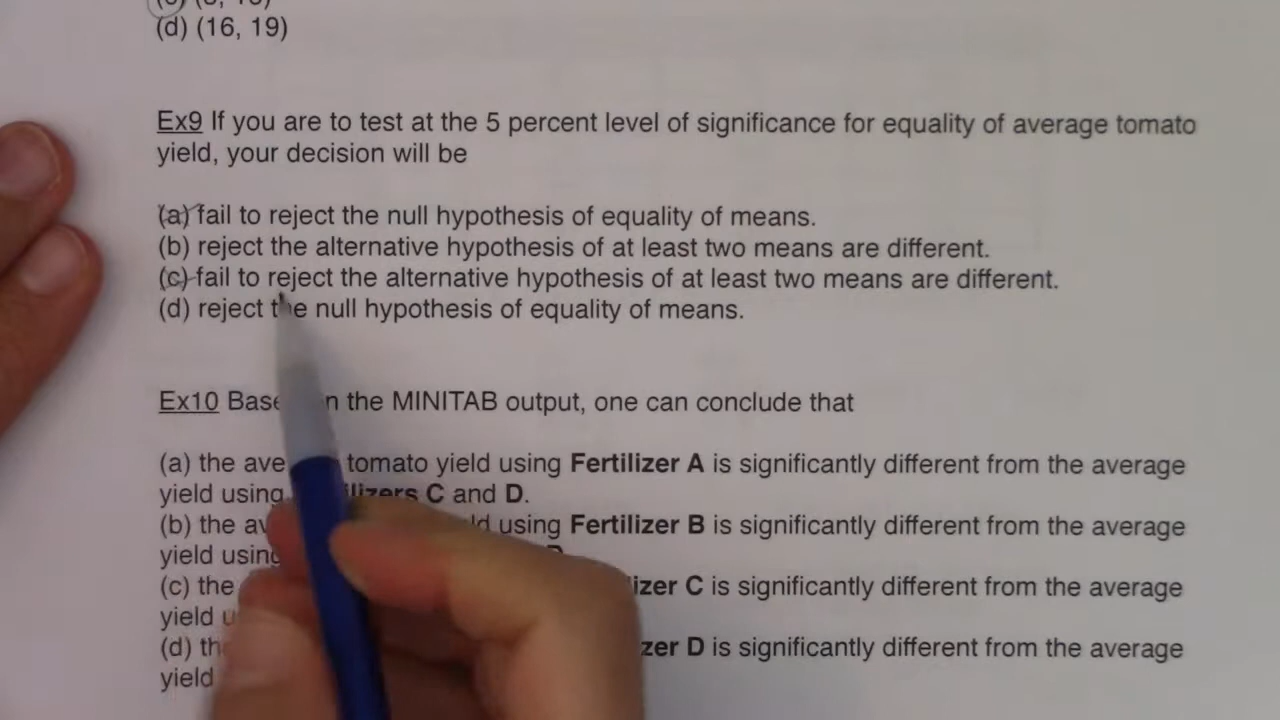 (d) (16, 19)
Ex9 If you are to test at the 5 percent level of significance for equality of average tomato
yield, your decision will be
(a) fail to reject the null hypothesis of equality of means.
(b) reject the alternative hypothesis of at least two means are different.
(c) fail to reject the alternative hypothesis of at least two means are different.
(d) reject the null hypothesis of equality of means.
Ex10 the MINITAB output, one can conclude that
(a) the tomato yield using Fertilizer A is significantly different from the average
yield using C and D.
(b) the using Fertilizer B is significantly different from the average
yield using
(c) the C is significantly different from the average
yield
(d) D is significantly different from the average
yield